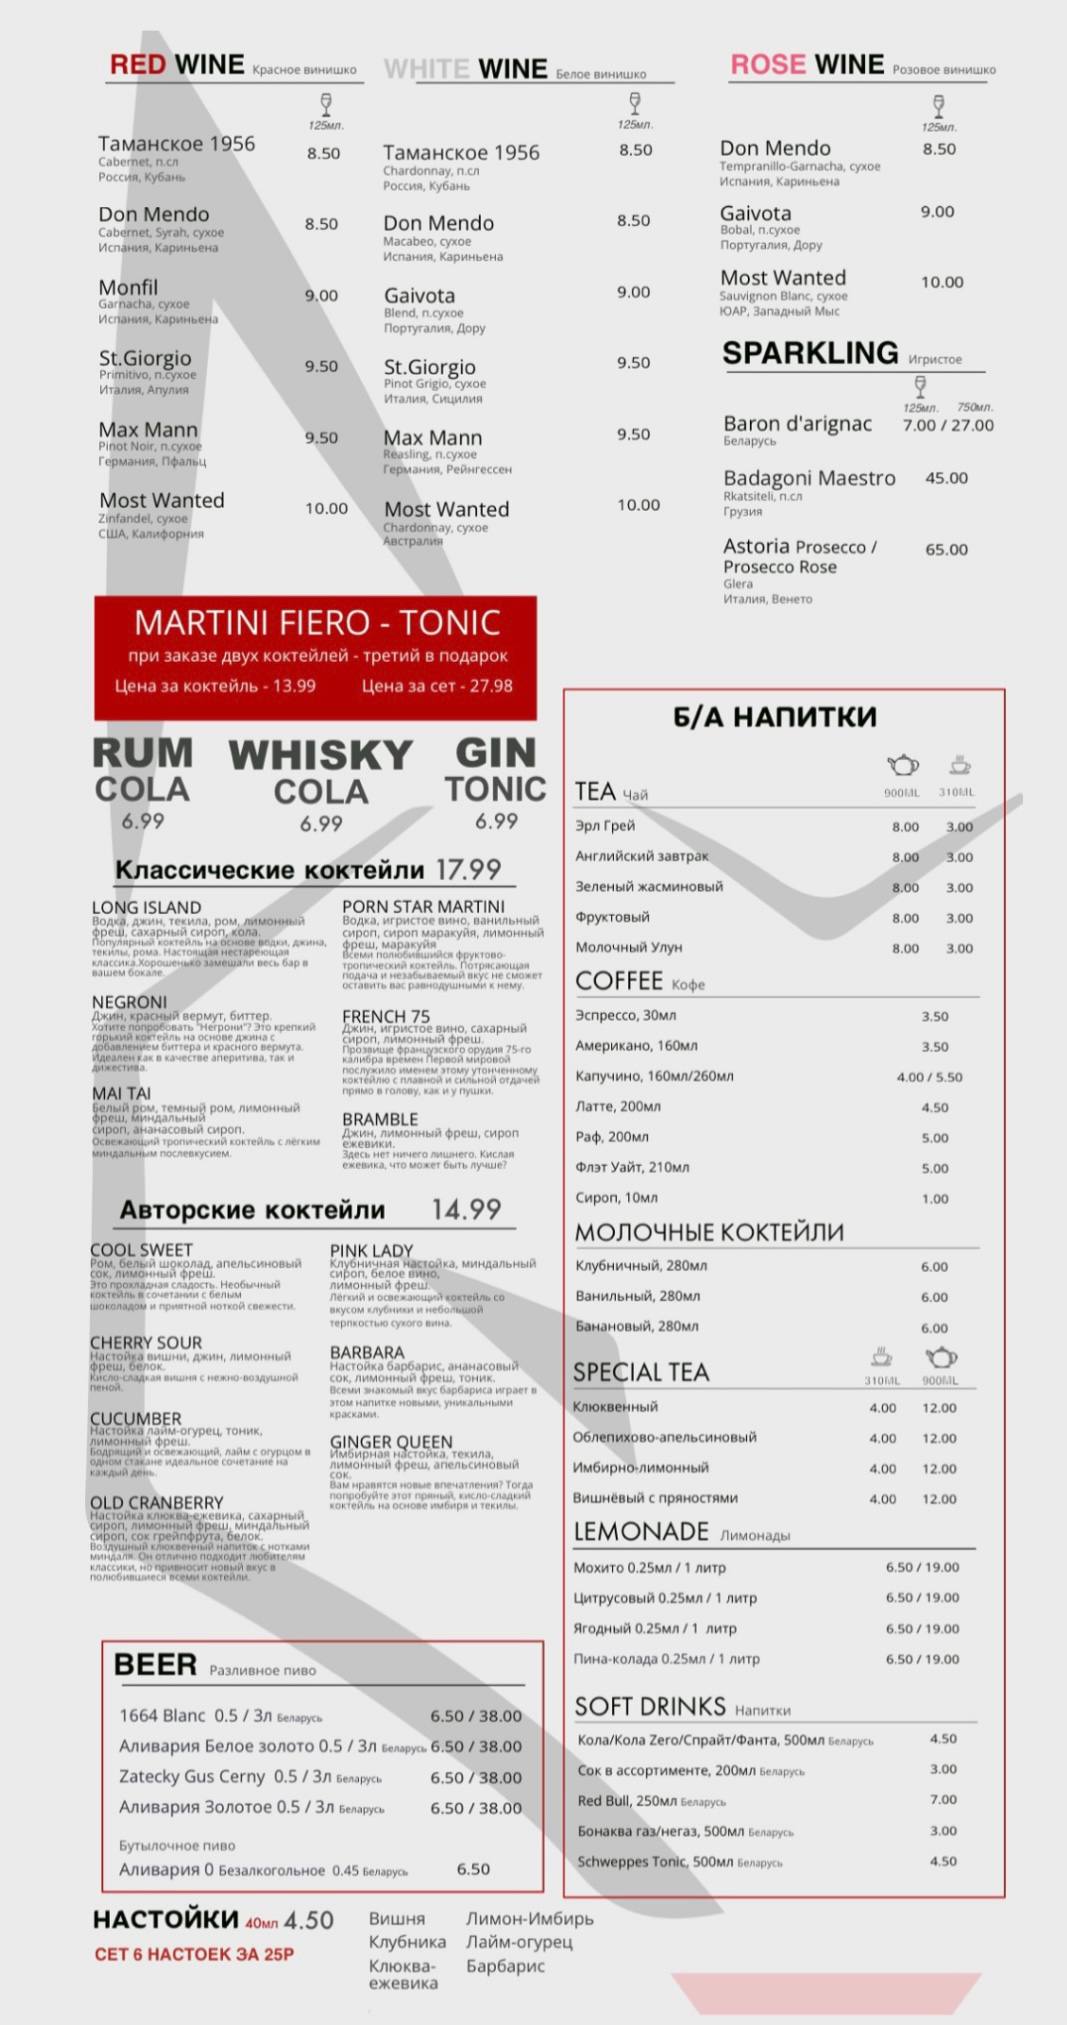 RED WINE Красное винишко
125мл.
Таманское 1956 8.50
Cabernet, п.сл
Россия, Кубань
Don Mendo 8.50
Cabernet, Syrah, сухое
Испания, Кариньена
Monfil 9.00
Garnacha, сухое
Испания, Кариньена
St.Giorgio 9.50
Primitivo, п.сухое
Италия, Апулия
Max Mann 9.50
Pinot Noir, п.сухое
Германия, Пфальц
Most Wanted 10.00
Zinfandel, сухое
США, Калифорния
WHITE WINE Белое винишко
125мл.
Таманское 1956 8.50
Chardonnay, п.сл
Россия, Кубань
Don Mendo 8.50
Macabeo, сухое
Испания, Кариньена
Gaivota 9.00
Blend, п.сухое
Португалия, Дору
St.Giorgio 9.50
Pinot Grigio, сухое
Италия, Сицилия
Max Mann 9.50
Reasling, п.сухое
Германия, Рейнгессен
Most Wanted 10.00
Chardonnay, сухое
Австралия
ROSE WINE Розовое винишко
125мл.
Don Mendo 8.50
Tempranillo-Garnacha, сухое
Испания, Кариньена
Gaivota 9.00
Bobal, п.сухое
Португалия, Дору
Most Wanted 10.00
Sauvignon Blanc, сухое
ЮАР, Западный Мыс
SPARKLING Игристое
125мл. 750мл.
Baron d'arignac 7.00 / 27.00
Беларусь
Badagoni Maestro 45.00
Rkatsiteli, п.сл
Грузия
Astoria Prosecco / 65.00
Prosecco Rose
Glera
Италия, Венето
MARTINI FIERO - TONIC
при заказе двух коктейлей - третий в подарок
Цена за коктейль - 13.99 Цена за сет - 27.98
RUM WHISKY GIN
COLA COLA TONIC
6.99 6.99 6.99
Классические коктейли 17.99
LONG ISLAND
Водка, джин, текила, ром, лимонный
фреш, сахарный сироп, кола.
Популярный коктейль на основе водки, джина,
текилы, рома. Настоящая нестареющая
классика.Хорошенько замешали весь бар в
вашем бокале.
NEGRONI
Джин, красный вермут, биттер.
Хотите попробовать "Негрони"? Это крепкий
горький коктейль на основе джина с
добавлением биттера и красного вермута.
Идеален как в качестве аперитива, так и
дижестива.
MAI TAI
Белый ром, темный ром, лимонный
фреш, миндальный
сироп, ананасовый сироп.
Освежающий тропический коктейль с лёгким
миндальным послевкусием.
PORN STAR MARTINI
Водка, игристое вино, ванильный
сироп, сироп маракуйя, лимонный
фреш, маракуйя
Всеми полюбившийся фруктово-
тропический коктейль. Потрясающая
подача и незабываемый вкус не сможет
оставить вас равнодушными к нему.
FRENCH 75
Джин, игристое вино, сахарный
сироп, лимонный фреш.
Прозвище французского орудия 75-го
калибра времен Первой мировой
послужило именем этому утонченному
коктейлю с плавной и сильной отдачей
прямо в голову, как и у пушки.
BRAMBLE
Джин, лимонный фреш, сироп
ежевики.
Здесь нет ничего лишнего. Кислая
ежевика, что может быть лучше?
Авторские коктейли 14.99
COOL SWEET
Ром, белый шоколад, апельсиновый
сок, лимонный фреш.
Это прохладная сладость. Необычный
коктейль в сочетании с белым
шоколадом и приятной ноткой свежести.
CHERRY SOUR
Настойка вишни, джин, лимонный
фреш, белок.
Кисло-сладкая вишня с нежно-воздушной
пеной.
CUCUMBER
Настойка лайм-огурец, тоник,
лимонный фреш.
Бодрящий и освежающий, лайм с огурцом в
одном стакане идеальное сочетание на
каждый день.
OLD CRANBERRY
Настойка клюква-ежевика, сахарный
сироп, лимонный фреш, миндальный
сироп, сок грейпфрута, белок.
Воздушный клюквенный напиток с нотками
миндаля. Он отлично подходит любителям
классики, но привносит новый вкус в
полюбившиеся всеми коктейли.
PINK LADY
Клубничная настойка, миндальный
сироп, белое вино,
лимонный фреш.
Лёгкий и освежающий коктейль со
вкусом клубники и небольшой
терпкостью сухого вина.
BARBARA
Настойка барбарис, ананасовый
сок, лимонный фреш, тоник.
Всеми знакомый вкус барбариса играет в
этом напитке новыми, уникальными
красками.
GINGER QUEEN
Имбирная настойка, текила,
лимонный фреш, апельсиновый
сок.
Вам нравятся новые впечатления? Тогда
попробуйте этот пряный, кисло-сладкий
коктейль на основе имбиря и текилы.
BEER Разливное пиво
1664 Blanc 0.5 / 3л Беларусь 6.50 / 38.00
Аливария Белое золото 0.5 / 3л Беларусь 6.50 / 38.00
Zatecky Gus Cerny 0.5 / 3л Беларусь 6.50 / 38.00
Аливария Золотое 0.5 / 3л Беларусь 6.50 / 38.00
Бутылочное пиво
Аливария 0 Безалкогольное 0.45 Беларусь 6.50
НАСТОЙКИ 40мл 4.50
СЕТ 6 НАСТОЕК ЗА 25Р
Вишня Лимон-Имбирь
Клубника Лайм-огурец
Клюква- Барбарис
ежевика
Б/А НАПИТКИ
TEA Чай 900ML 310ML
Эрл Грей 8.00 3.00
Английский завтрак 8.00 3.00
Зеленый жасминовый 8.00 3.00
Фруктовый 8.00 3.00
Молочный Улун 8.00 3.00
COFFEE Кофе
Эспрессо, 30мл 3.50
Американо, 160мл 3.50
Капучино, 160мл/260мл 4.00 / 5.50
Латте, 200мл 4.50
Раф, 200мл 5.00
Флэт Уайт, 210мл 5.00
Сироп, 10мл 1.00
МОЛОЧНЫЕ КОКТЕЙЛИ
Клубничный, 280мл 6.00
Ванильный, 280мл 6.00
Банановый, 280мл 6.00
SPECIAL TEA 310ML 900ML
Клюквенный 4.00 12.00
Облепихово-апельсиновый 4.00 12.00
Имбирно-лимонный 4.00 12.00
Вишнёвый с пряностями 4.00 12.00
LEMONADE Лимонады
Мохито 0.25мл / 1 литр 6.50 / 19.00
Цитрусовый 0.25мл / 1 литр 6.50 / 19.00
Ягодный 0.25мл / 1 литр 6.50 / 19.00
Пина-колада 0.25мл / 1 литр 6.50 / 19.00
SOFT DRINKS Напитки
Кола/Кола Zero/Спрайт/Фанта, 500мл Беларусь 4.50
Сок в ассортименте, 200мл Беларусь 3.00
Red Bull, 250мл Беларусь 7.00
Бонаква газ/негаз, 500мл Беларусь 3.00
Schweppes Tonic, 500мл Беларусь 4.50